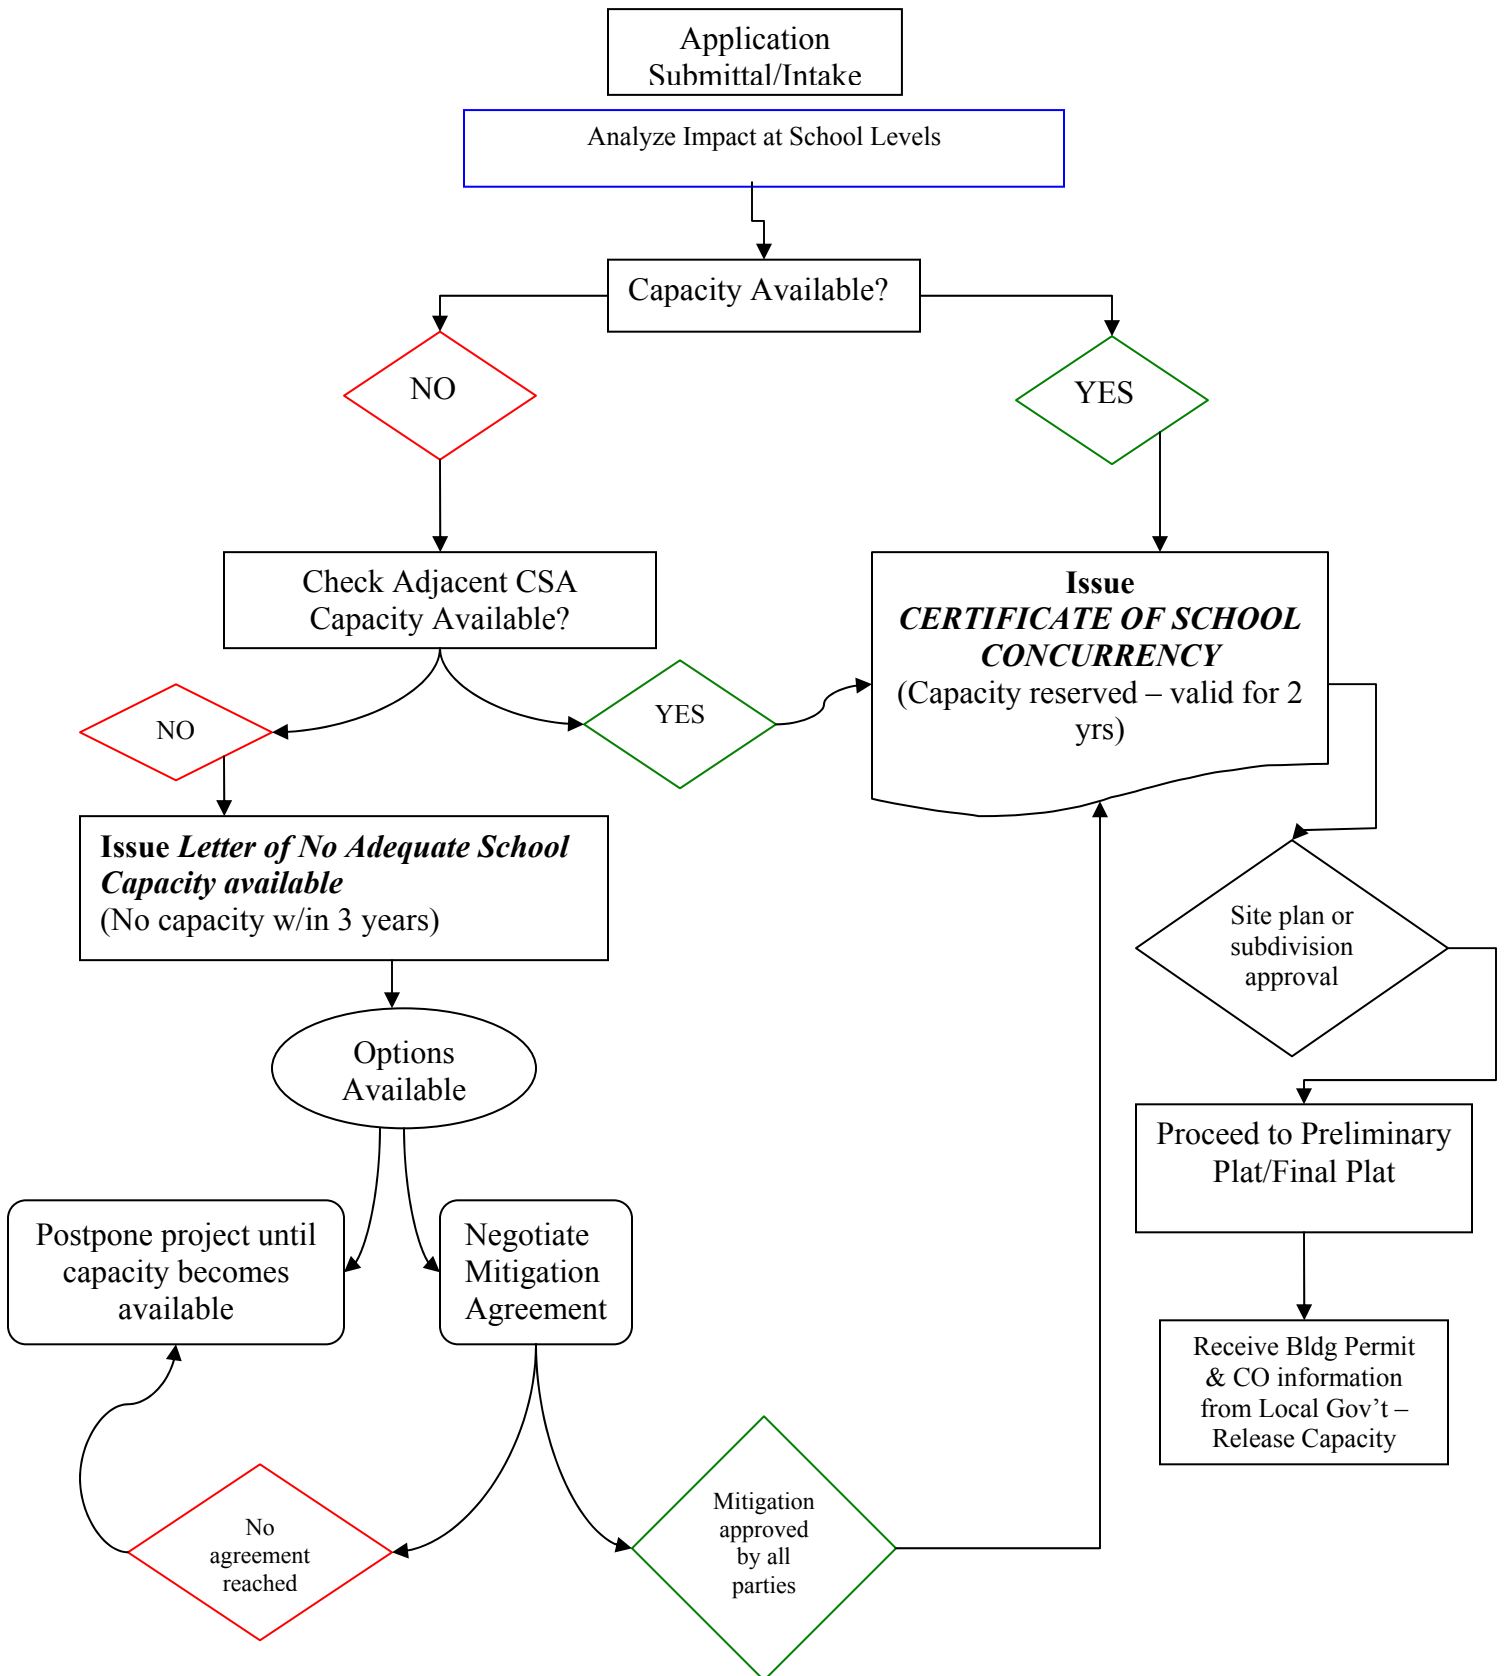 Application
Submittal/Intake
Analyze Impact at School Levels
Capacity Available?
NO
YES
Check Adjacent CSA
Capacity Available?
Issue
CERTIFICATE OF SCHOOL
CONCURRENCY
(Capacity reserved – valid for 2
yrs)
NO
YES
Issue Letter of No Adequate School
Capacity available
(No capacity w/in 3 years)
Site plan or
subdivision
approval
Options
Available
Proceed to Preliminary
Plat/Final Plat
Postpone project until
capacity becomes
available
Negotiate
Mitigation
Agreement
Receive Bldg Permit
& CO information
from Local Gov’t –
Release Capacity
No
agreement
reached
Mitigation
approved
by all
parties